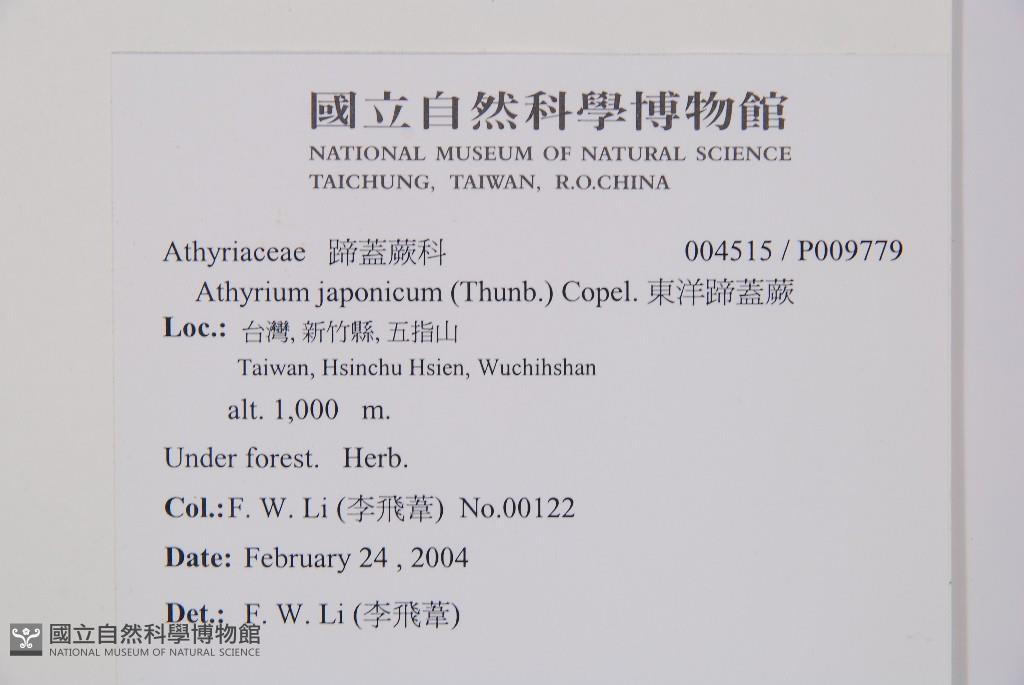 國立自然科學博物館
NATIONAL MUSEUM OF NATURAL SCIENCE
TAICHUNG, TAIWAN, R.O.CHINA
Athyriaceae 蹄蓋蕨科 004515 / P009779
Athyrium japonicum (Thunb.) Copel. 東洋蹄蓋蕨
Loc.: 台灣, 新竹縣, 五指山
Taiwan, Hsinchu Hsien, Wuchihshan
alt. 1,000 m.
Under forest. Herb.
Col.: F. W. Li (李飛葦) No.00122
Date: February 24 , 2004
Det.: F. W. Li (李飛葦)
國立自然科學博物館
NATIONAL MUSEUM OF NATURAL SCIENCE